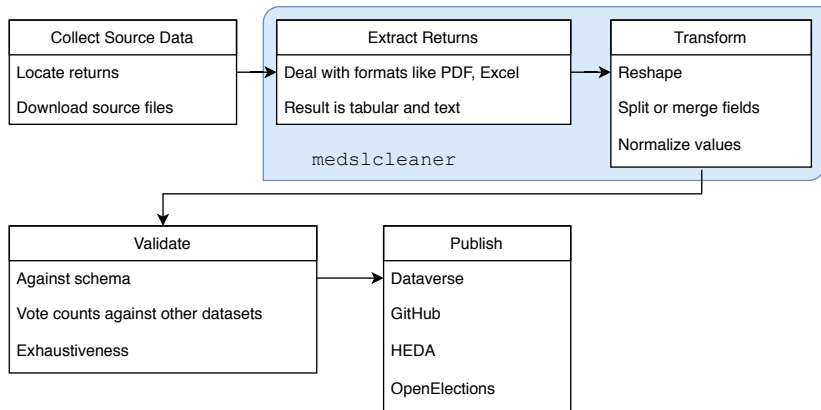 Collect Source Data
Locate returns
Download source files
Extract Returns
Deal with formats like PDF, Excel
Result is tabular and text
medslcleaner
Transform
Reshape
Split or merge fields
Normalize values
Validate
Against schema
Vote counts against other datasets
Exhaustiveness
Publish
Dataverse
GitHub
HEDA
OpenElections